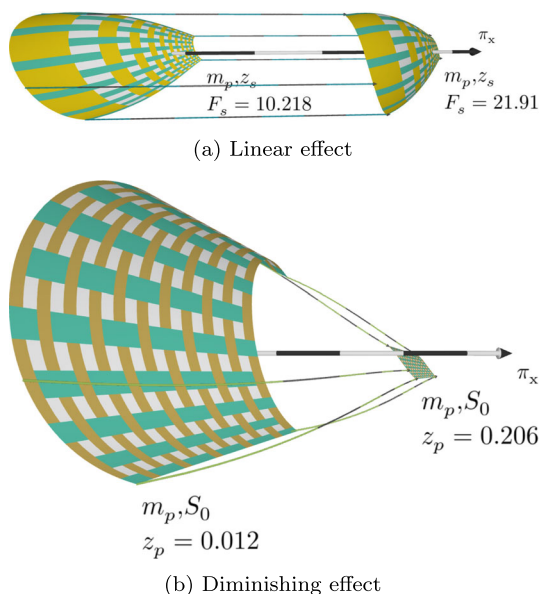 π_x
m_p,z_s
F_s = 10.218
m_p,z_s
F_s = 21.91
(a) Linear effect
π_x
m_p,S_0
z_p = 0.206
m_p,S_0
z_p = 0.012
(b) Diminishing effect